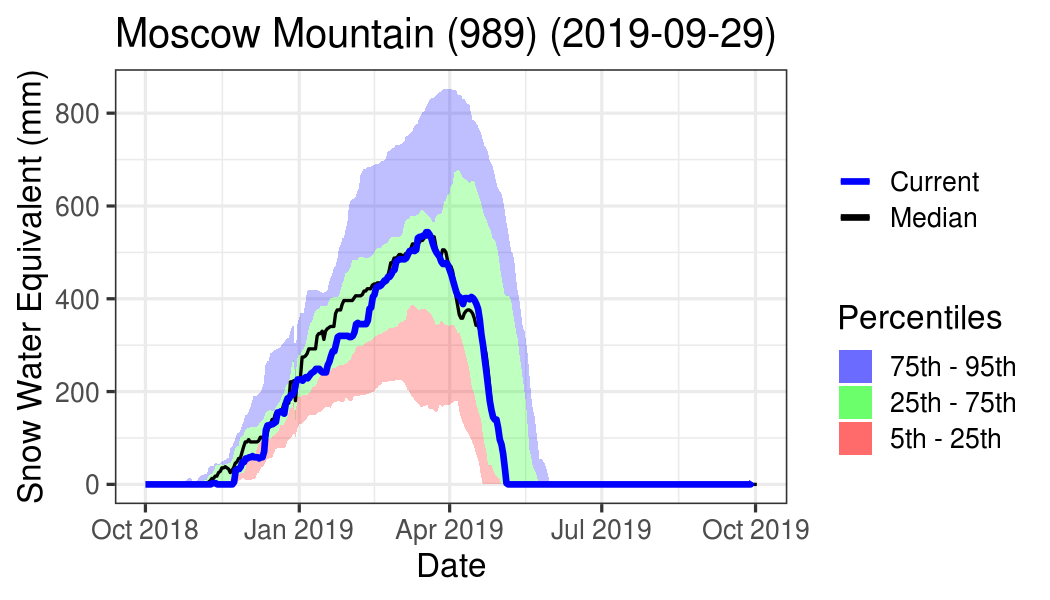 Moscow Mountain (989) (2019-09-29)
Snow Water Equivalent (mm)
800
600
400
200
0
Oct 2018
Jan 2019
Apr 2019
Jul 2019
Oct 2019
Date
Current
Median
Percentiles
75th - 95th
25th - 75th
5th - 25th